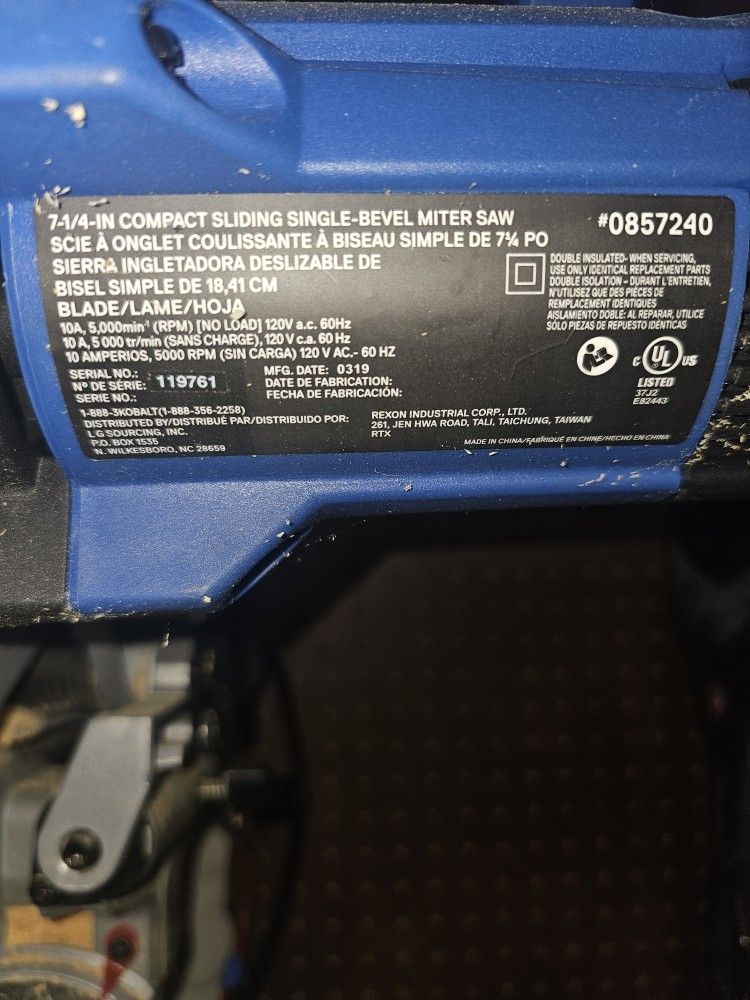 7-1/4-IN COMPACT SLIDING SINGLE-BEVEL MITER SAW
#0857240
SCIE À ONGLET COULISSANTE À BISEAU SIMPLE DE 7¼ PO
SIERRA INGLETADORA DESLIZABLE DE
BISEL SIMPLE DE 18,41 CM
BLADE/LAME/HOJA
10A, 5,000min⁻¹ (RPM) [NO LOAD] 120V a.c. 60Hz
10 A, 5 000 tr/min (SANS CHARGE), 120 V c.a. 60 Hz
10 AMPERIOS, 5000 RPM (SIN CARGA) 120 V AC.- 60 HZ
DOUBLE INSULATED- WHEN SERVICING,
USE ONLY IDENTICAL REPLACEMENT PARTS
DOUBLE ISOLATION - DURANT L'ENTRETIEN,
N'UTILISEZ QUE DES PIÈCES DE
REMPLACEMENT IDENTIQUES
AISLAMIENTO DOBLE: AL REPARAR, UTILICE
SÓLO PIEZAS DE REPUESTO IDÉNTICAS
SERIAL NO.:
Nº DE SÉRIE: 119761
SERIE NO.:
MFG. DATE: 0319
DATE DE FABRICATION:
FECHA DE FABRICACIÓN:
c UL us
LISTED
37J2
E82443
1-888-3KOBALT(1-888-356-2258)
DISTRIBUTED BY/DISTRIBUÉ PAR/DISTRIBUIDO POR:
L G SOURCING, INC.
P.O. BOX 1535
N. WILKESBORO, NC 28659
REXON INDUSTRIAL CORP., LTD.
261, JEN HWA ROAD, TALI, TAICHUNG, TAIWAN
RTX
MADE IN CHINA/FABRIQUÉ EN CHINE/HECHO EN CHINA